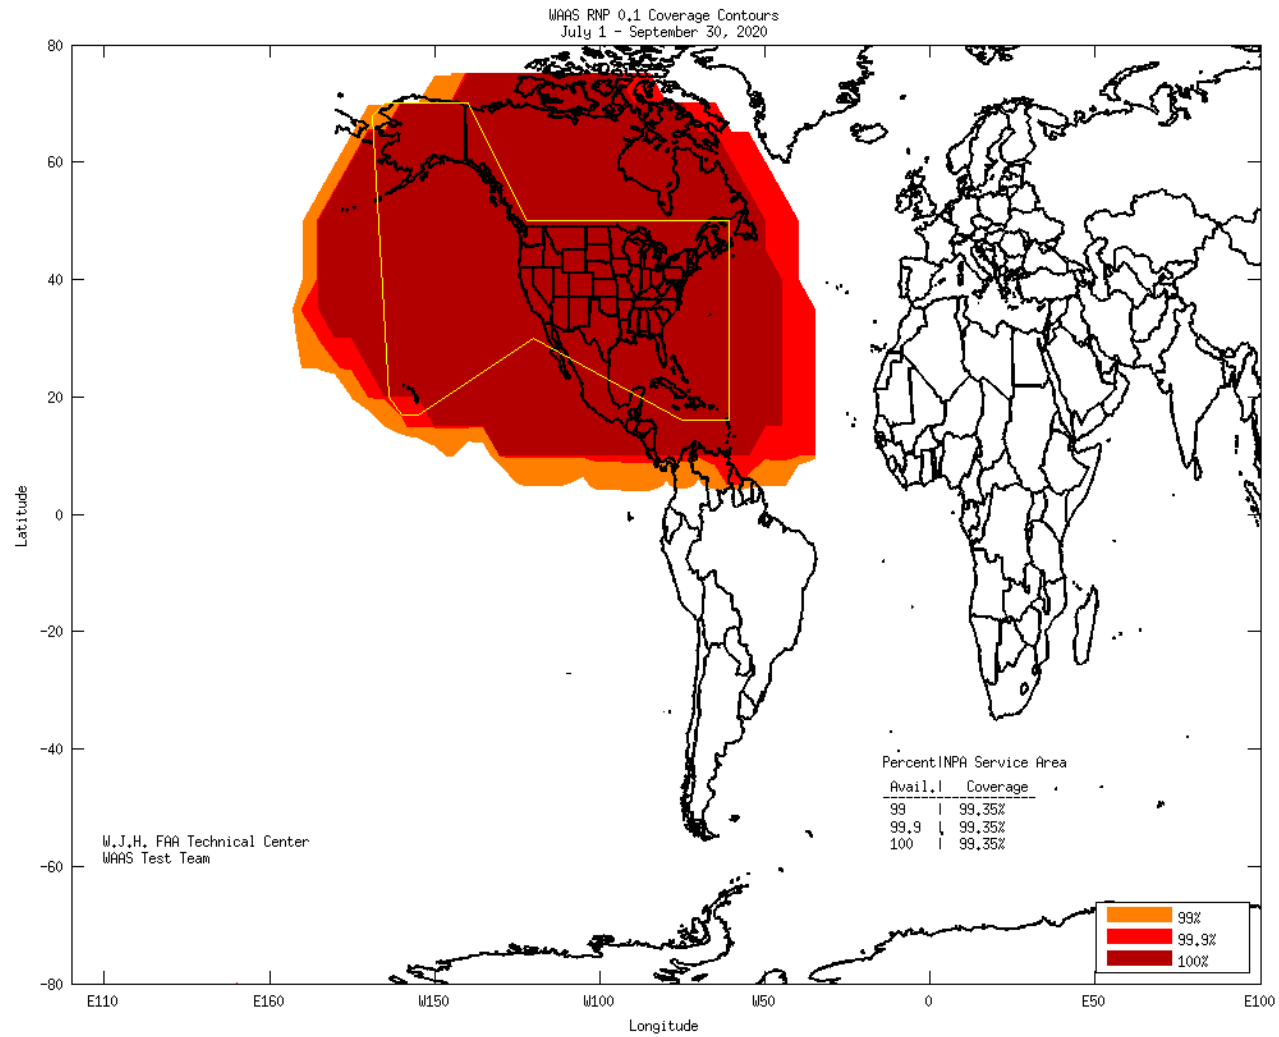 WAAS RNP 0.1 Coverage Contours
July 1 - September 30, 2020
80
60
40
20
0
-20
-40
-60
-80
Latitude
E110 E160 W150 W100 W50 0 E50 E100
Longitude
W.J.H. FAA Technical Center
WAAS Test Team
Percent|NPA Service Area
Avail.| Coverage
99 | 99.35%
99.9 | 99.35%
100 | 99.35%
99%
99.9%
100%